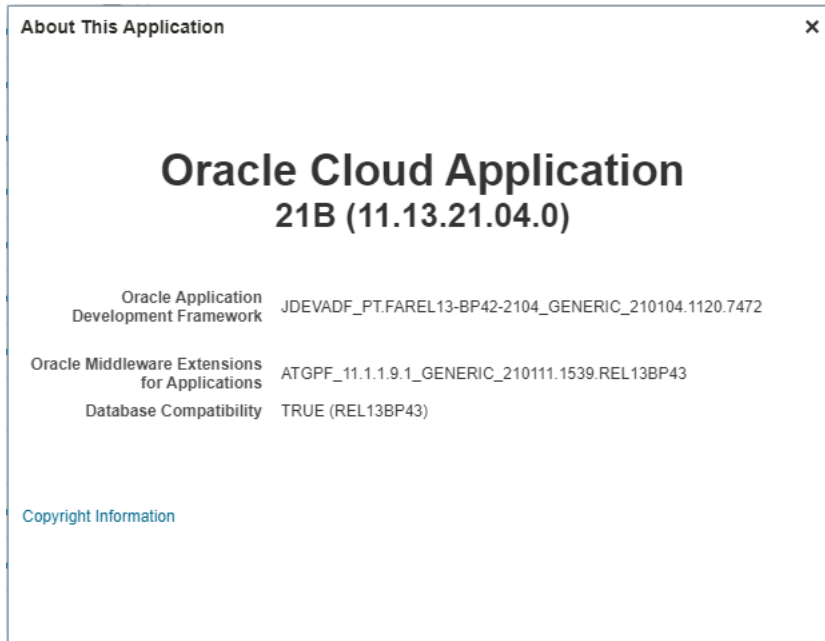 About This Application
Oracle Cloud Application
21B (11.13.21.04.0)
Oracle Application
Development Framework
JDEVADF_PT.FAREL13-BP42-2104_GENERIC_210104.1120.7472
Oracle Middleware Extensions
for Applications
ATGPF_11.1.1.9.1_GENERIC_210111.1539.REL13BP43
Database Compatibility TRUE (REL13BP43)
Copyright Information